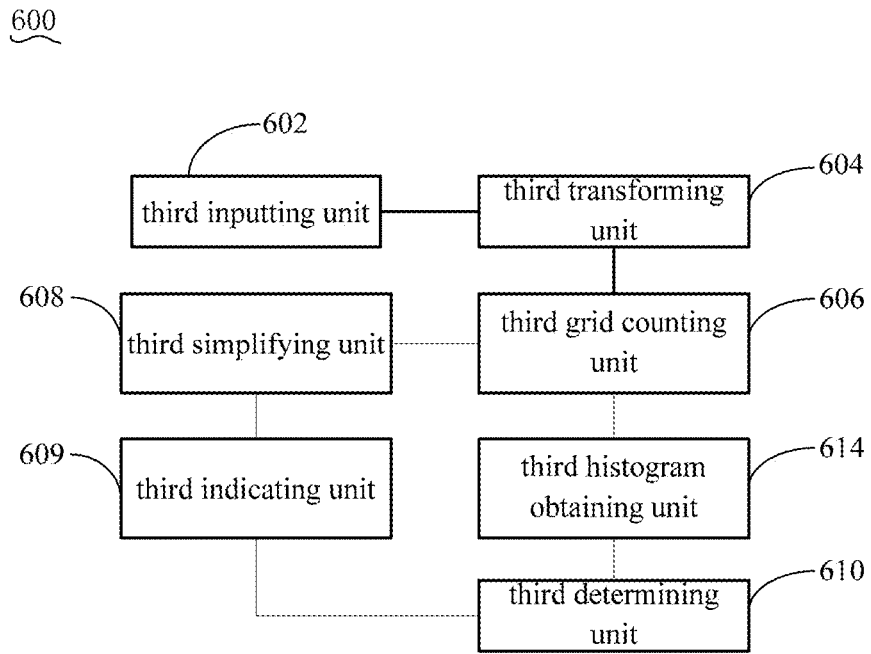 600
602
604
third inputting unit
third transforming
unit
608
606
third simplifying unit
third grid counting
unit
609
614
third indicating unit
third histogram
obtaining unit
610
third determining
unit